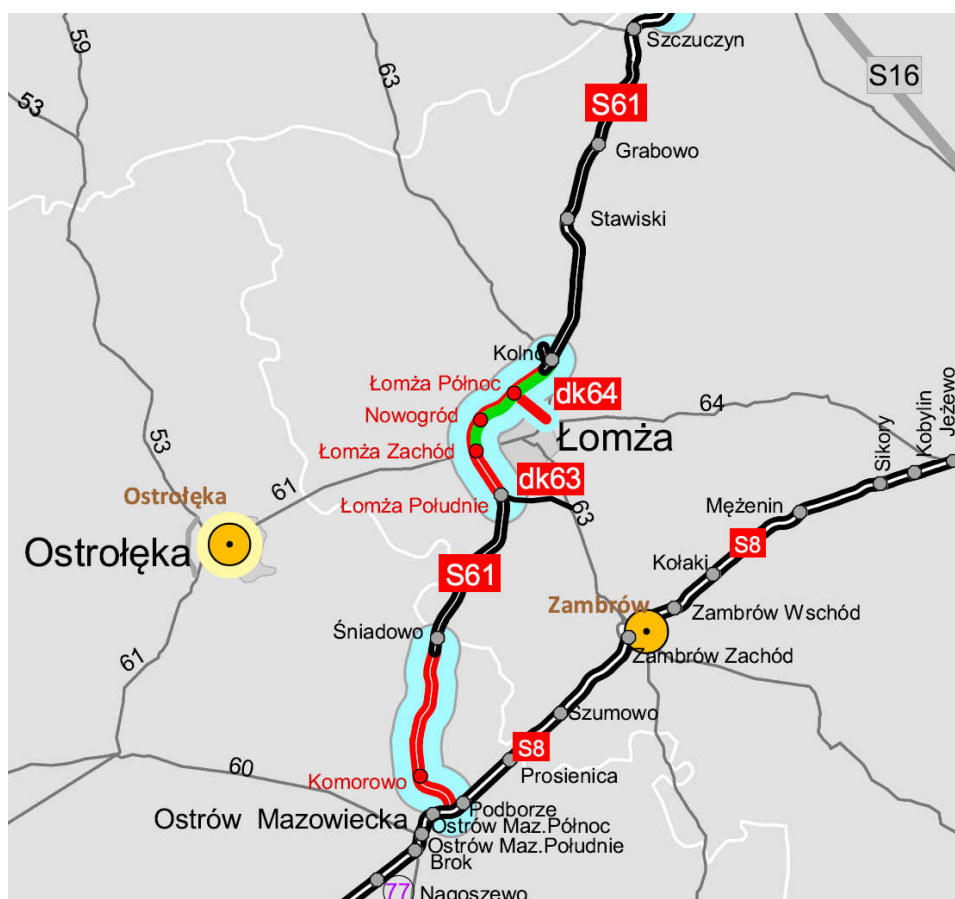 59
Szczuczyn
63
S16
53
S61
Grabowo
Stawiski
Kolno
Łomża Północ
dk64
Nowogród
64
Łomża
Łomża Zachód
53
61
dk63
Łomża Południe
Ostrołęka
63
Ostrołęka
Jeżewo
Kobylin
Sikory
Mężenin
S8
Kołaki
S61
Zambrów
Zambrów Wschód
Śniadowo
Zambrów Zachód
61
Szumowo
S8
Prosienica
60
Komorowo
Podborze
Ostrów Mazowiecka
Ostrów Maz.Północ
Ostrów Maz.Południe
Brok
77
Nagoszewo